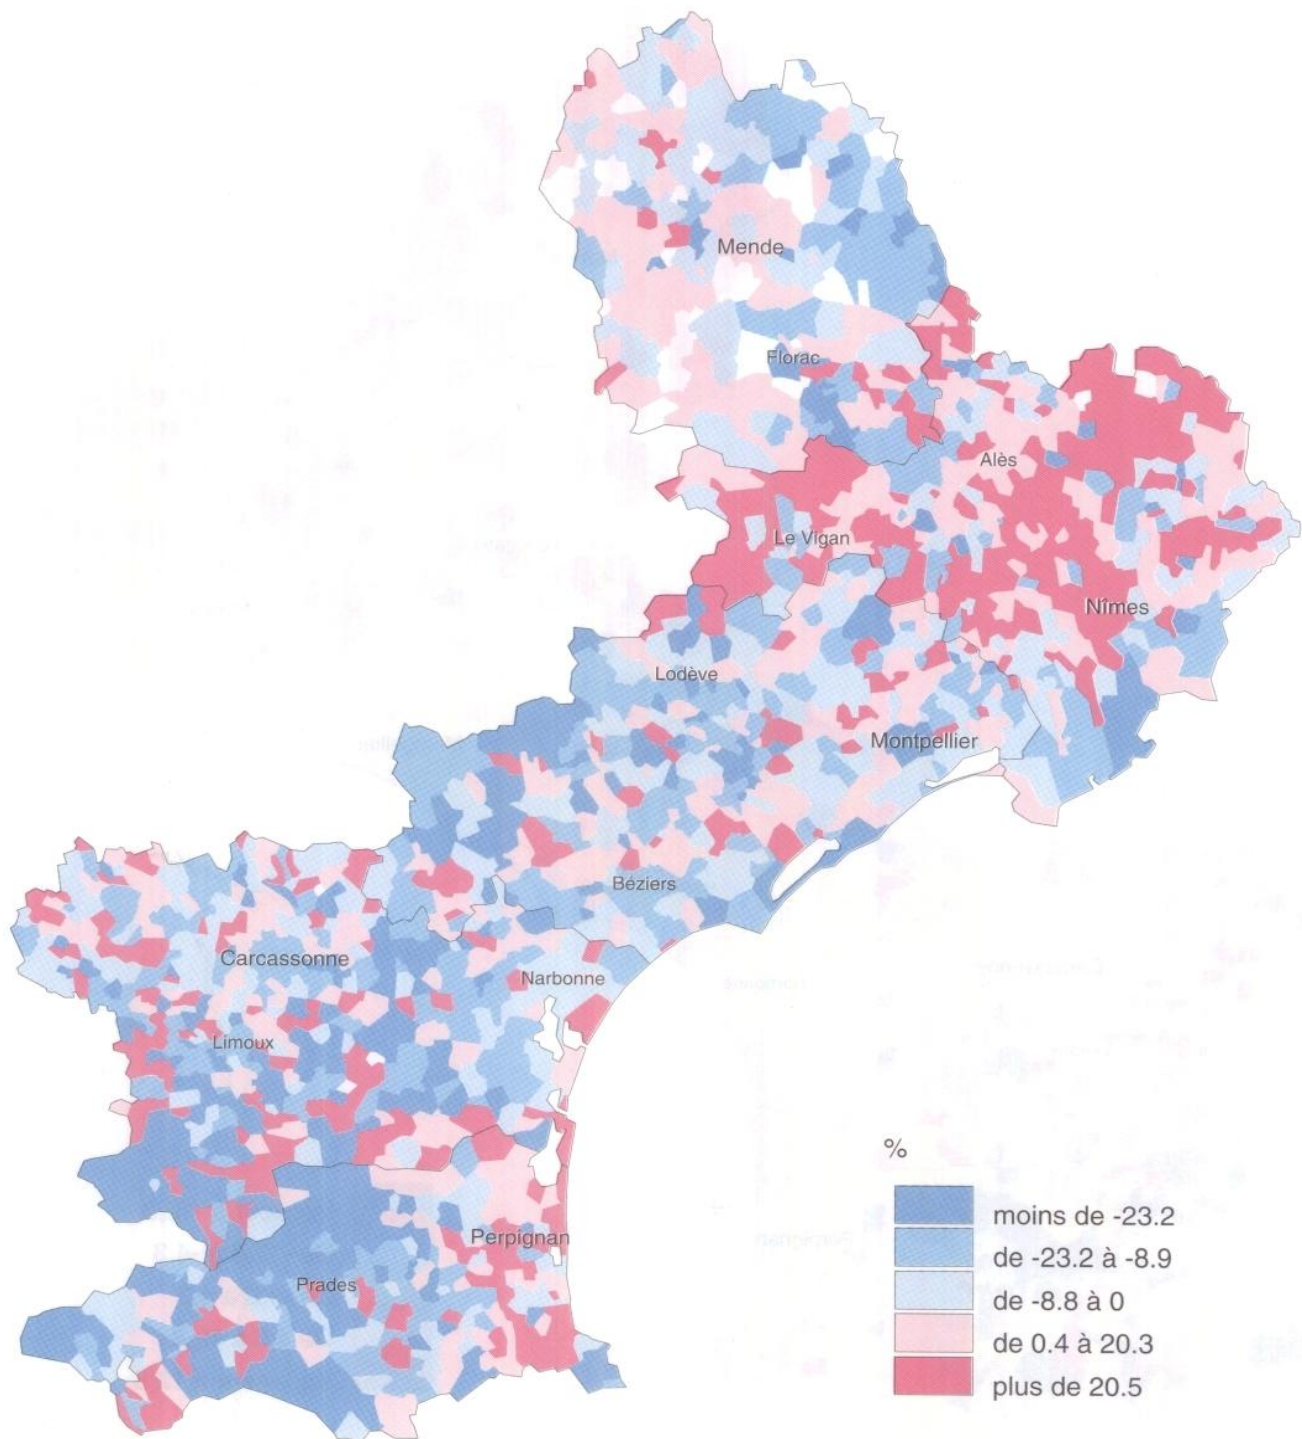 Mende
Florac
Alès
Le Vigan
Nîmes
Lodève
Montpellier
Béziers
Carcassonne
Narbonne
Limoux
Perpignan
Prades
%
moins de -23.2
de -23.2 à -8.9
de -8.8 à 0
de 0.4 à 20.3
plus de 20.5